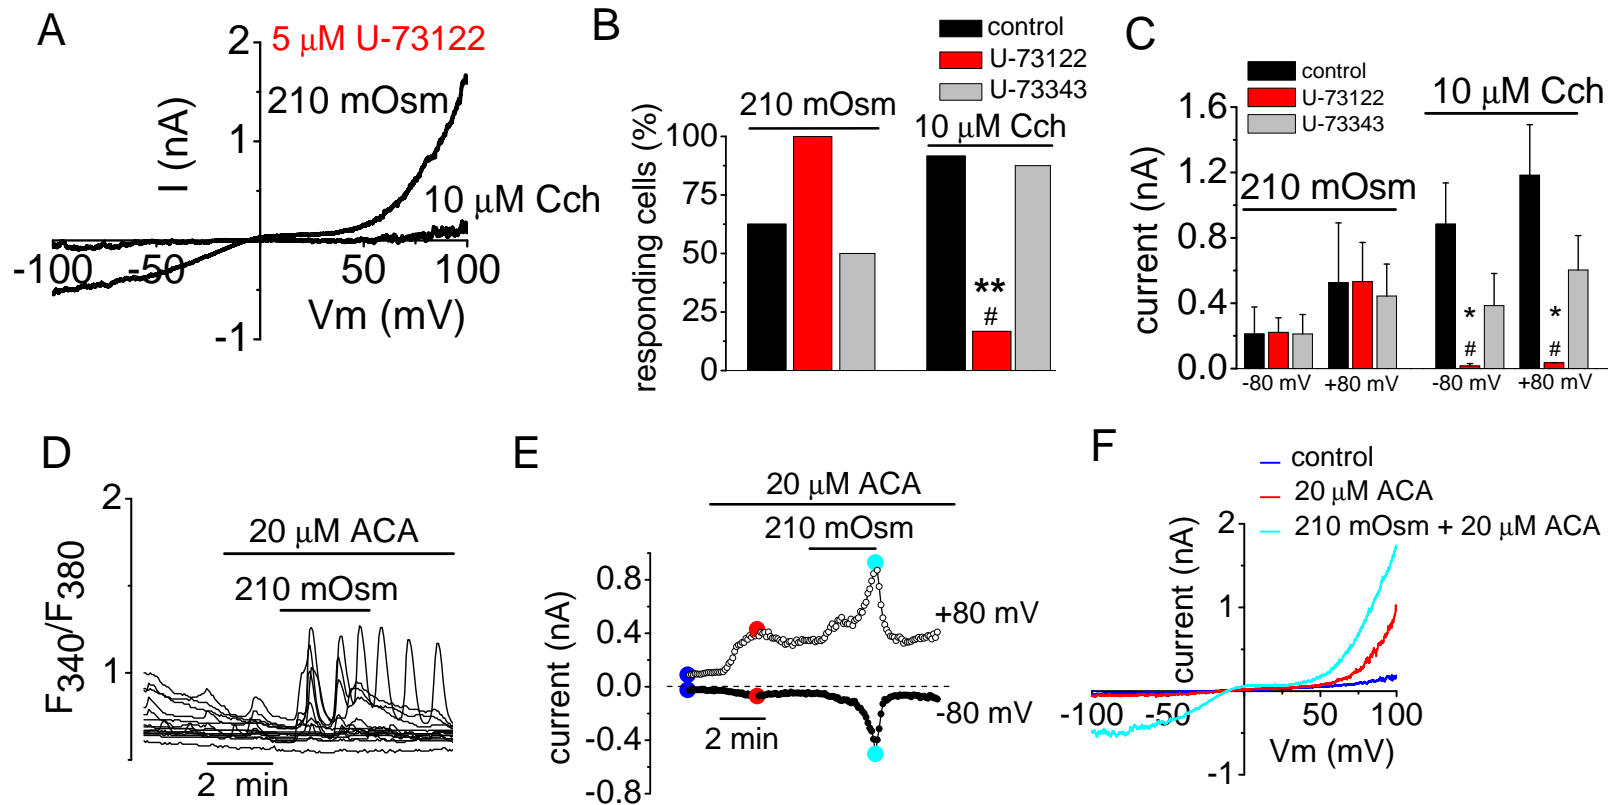 A
5 μM U-73122
210 mOsm
10 μM Cch
I (nA)
2
1
-1
-100
-50
50
100
Vm (mV)
B
control
U-73122
U-73343
210 mOsm
10 μM Cch
responding cells (%)
100
75
50
25
0
**
#
C
control
U-73122
U-73343
10 μM Cch
210 mOsm
current (nA)
1.6
1.2
0.8
0.4
0.0
*
#
*
#
-80 mV
+80 mV
-80 mV
+80 mV
D
2
1
F340/F380
20 μM ACA
210 mOsm
2 min
E
20 μM ACA
210 mOsm
current (nA)
0.8
0.4
0.0
-0.4
-0.8
+80 mV
-80 mV
2 min
F
control
20 μM ACA
210 mOsm + 20 μM ACA
current (nA)
2
1
-1
-100
-50
50
100
Vm (mV)